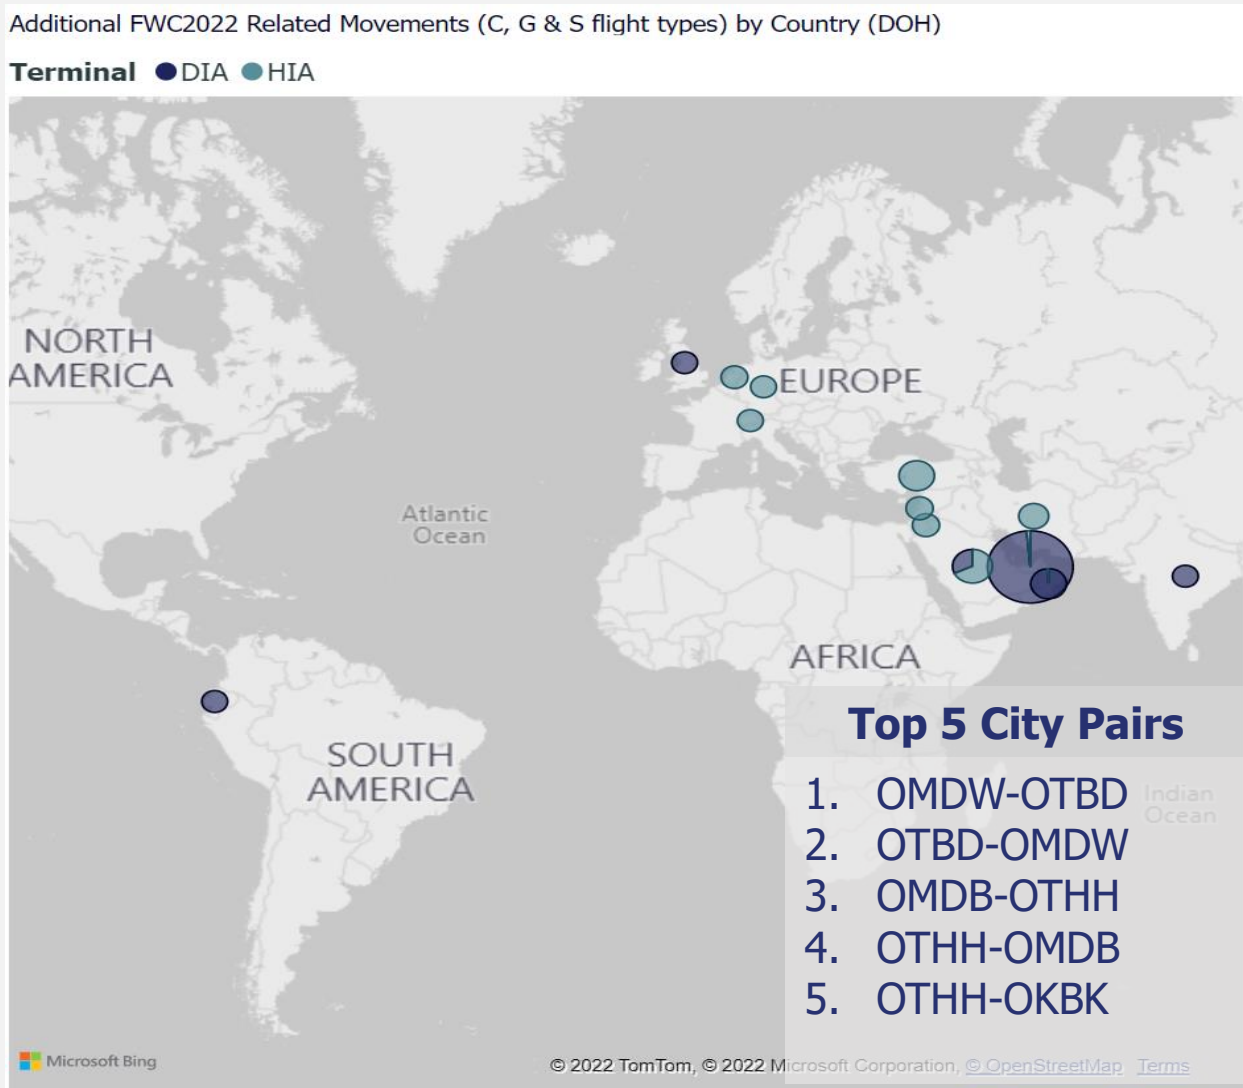 Additional FWC2022 Related Movements (C, G & S flight types) by Country (DOH)
Terminal DIA HIA
NORTH
AMERICA
EUROPE
Atlantic
Ocean
AFRICA
SOUTH
AMERICA
Indian
Ocean
Top 5 City Pairs
1. OMDW-OTBD
2. OTBD-OMDW
3. OMDB-OTHH
4. OTHH-OMDB
5. OTHH-OKBK
Microsoft Bing
© 2022 TomTom, © 2022 Microsoft Corporation, © OpenStreetMap Terms